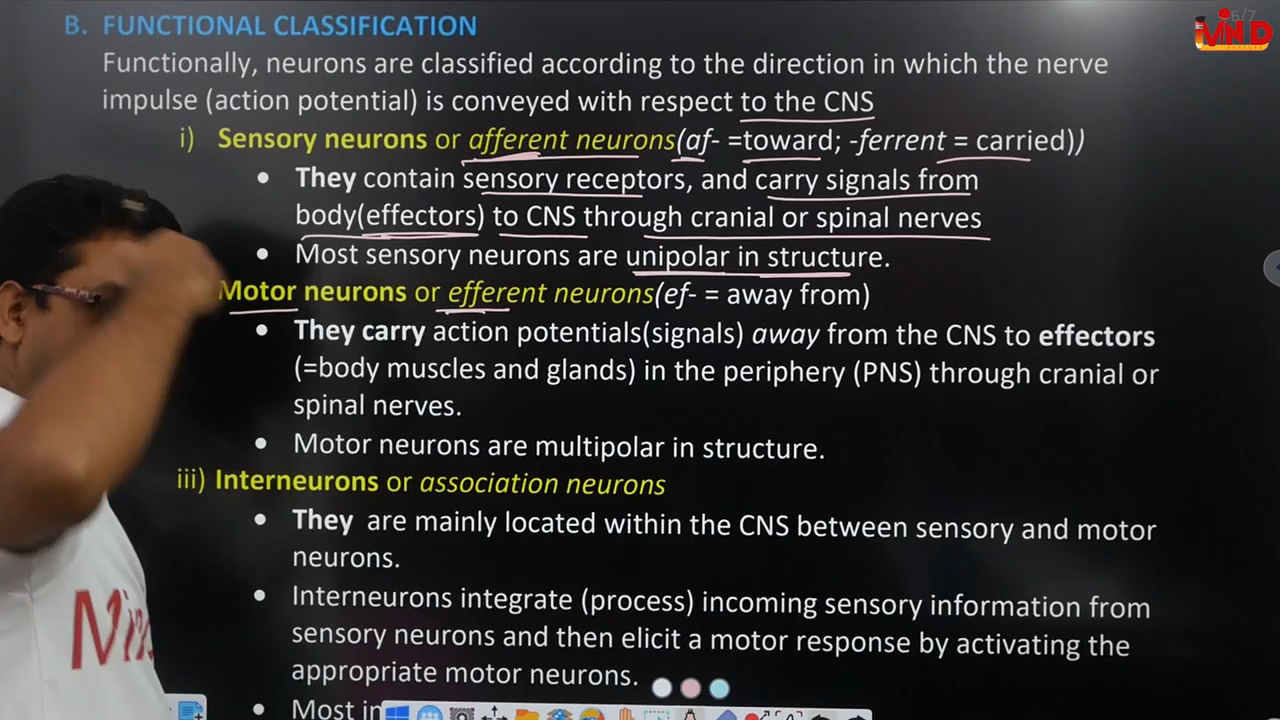 6/7
MIND
B. FUNCTIONAL CLASSIFICATION
Functionally, neurons are classified according to the direction in which the nerve
impulse (action potential) is conveyed with respect to the CNS
i) Sensory neurons or afferent neurons(af- =toward; -ferrent = carried))
• They contain sensory receptors, and carry signals from
body(effectors) to CNS through cranial or spinal nerves
• Most sensory neurons are unipolar in structure.
Motor neurons or efferent neurons(ef- = away from)
• They carry action potentials(signals) away from the CNS to effectors
(=body muscles and glands) in the periphery (PNS) through cranial or
spinal nerves.
• Motor neurons are multipolar in structure.
iii) Interneurons or association neurons
• They are mainly located within the CNS between sensory and motor
neurons.
• Interneurons integrate (process) incoming sensory information from
sensory neurons and then elicit a motor response by activating the
appropriate motor neurons.
• Most in
Min